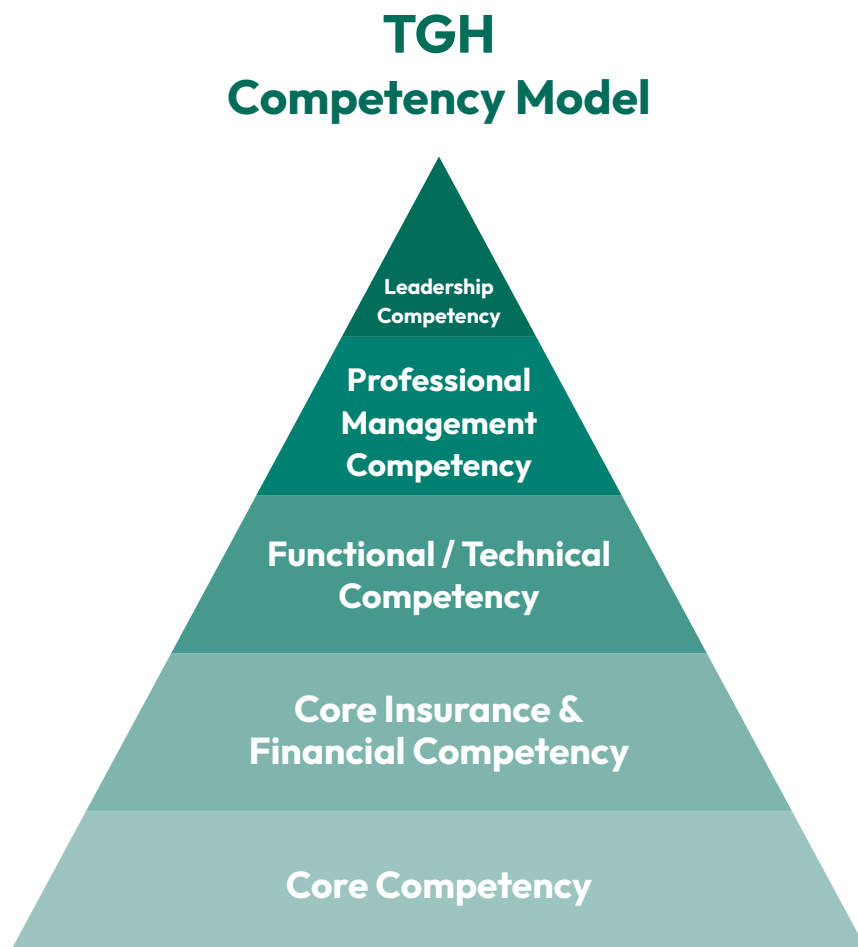 TGH
Competency Model
Leadership
Competency
Professional
Management
Competency
Functional / Technical
Competency
Core Insurance &
Financial Competency
Core Competency